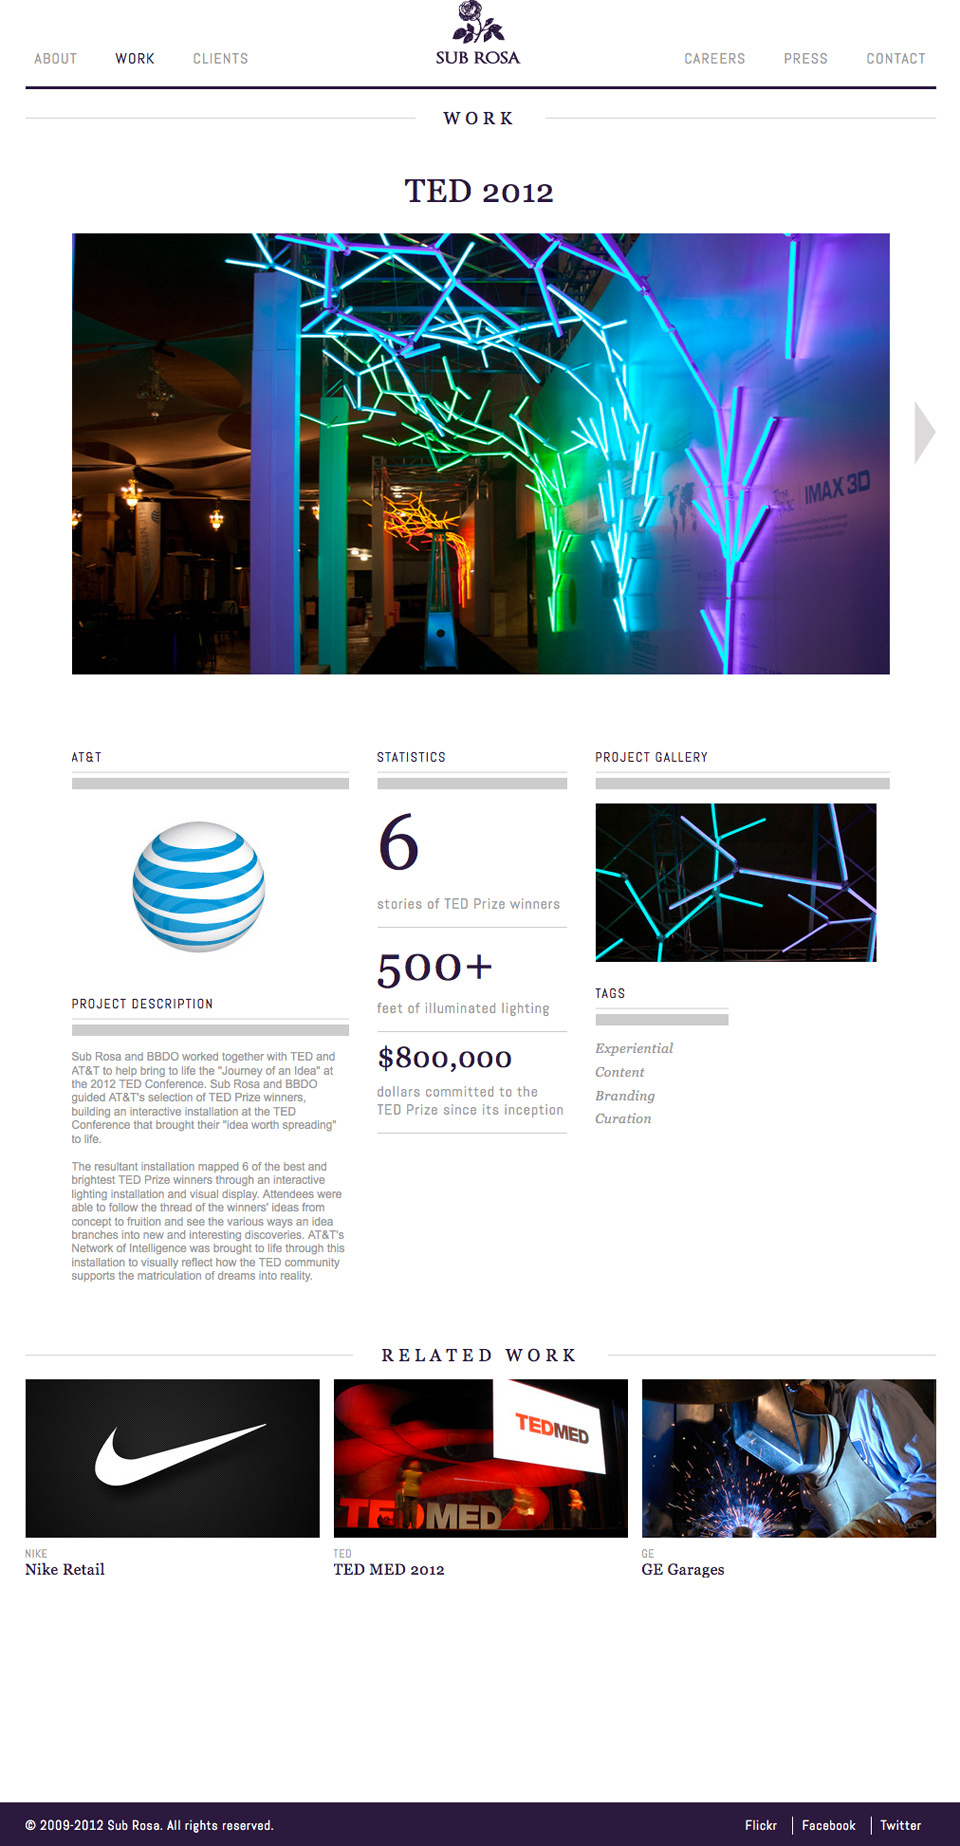 ABOUT
WORK
CLIENTS
SUB ROSA
CAREERS
PRESS
CONTACT
WORK
TED 2012
IMAX 3D
AT&T
PROJECT DESCRIPTION
Sub Rosa and BBDO worked together with TED and
AT&T to help bring to life the "Journey of an Idea" at
the 2012 TED Conference. Sub Rosa and BBDO
guided AT&T's selection of TED Prize winners,
building an interactive installation at the TED
Conference that brought their "idea worth spreading"
to life.
The resultant installation mapped 6 of the best and
brightest TED Prize winners through an interactive
lighting installation and visual display. Attendees were
able to follow the thread of the winners' ideas from
concept to fruition and see the various ways an idea
branches into new and interesting discoveries. AT&T's
Network of Intelligence was brought to life through this
installation to visually reflect how the TED community
supports the matriculation of dreams into reality.
STATISTICS
6
stories of TED Prize winners
500+
feet of illuminated lighting
$800,000
dollars committed to the
TED Prize since its inception
PROJECT GALLERY
TAGS
Experiential
Content
Branding
Curation
RELATED WORK
TEDMED
TEDMED
NIKE
Nike Retail
TED
TED MED 2012
GE
GE Garages
© 2009-2012 Sub Rosa. All rights reserved.
Flickr
Facebook
Twitter